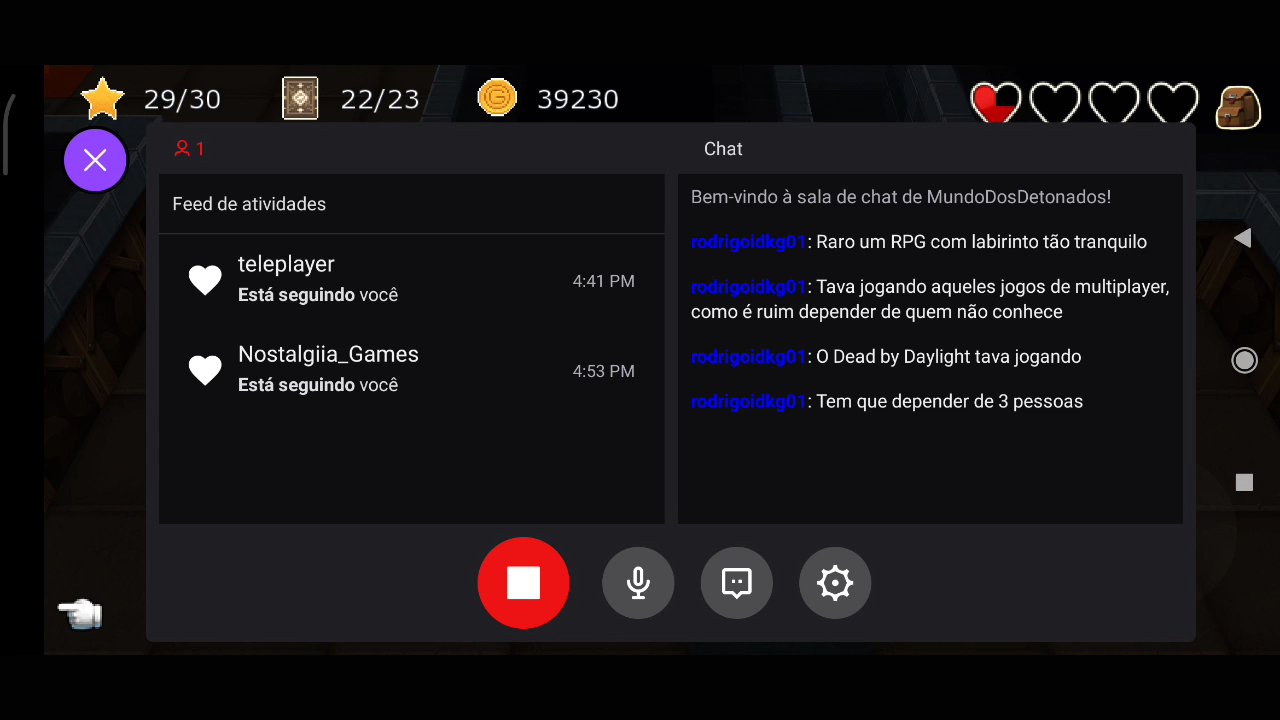 29/30
22/23
39230
1
Chat
Feed de atividades
teleplayer
Está seguindo você
4:41 PM
Nostalgiia_Games
Está seguindo você
4:53 PM
Bem-vindo à sala de chat de MundoDosDetonados!
rodrigoidkg01: Raro um RPG com labirinto tão tranquilo
rodrigoidkg01: Tava jogando aqueles jogos de multiplayer,
como é ruim depender de quem não conhece
rodrigoidkg01: O Dead by Daylight tava jogando
rodrigoidkg01: Tem que depender de 3 pessoas